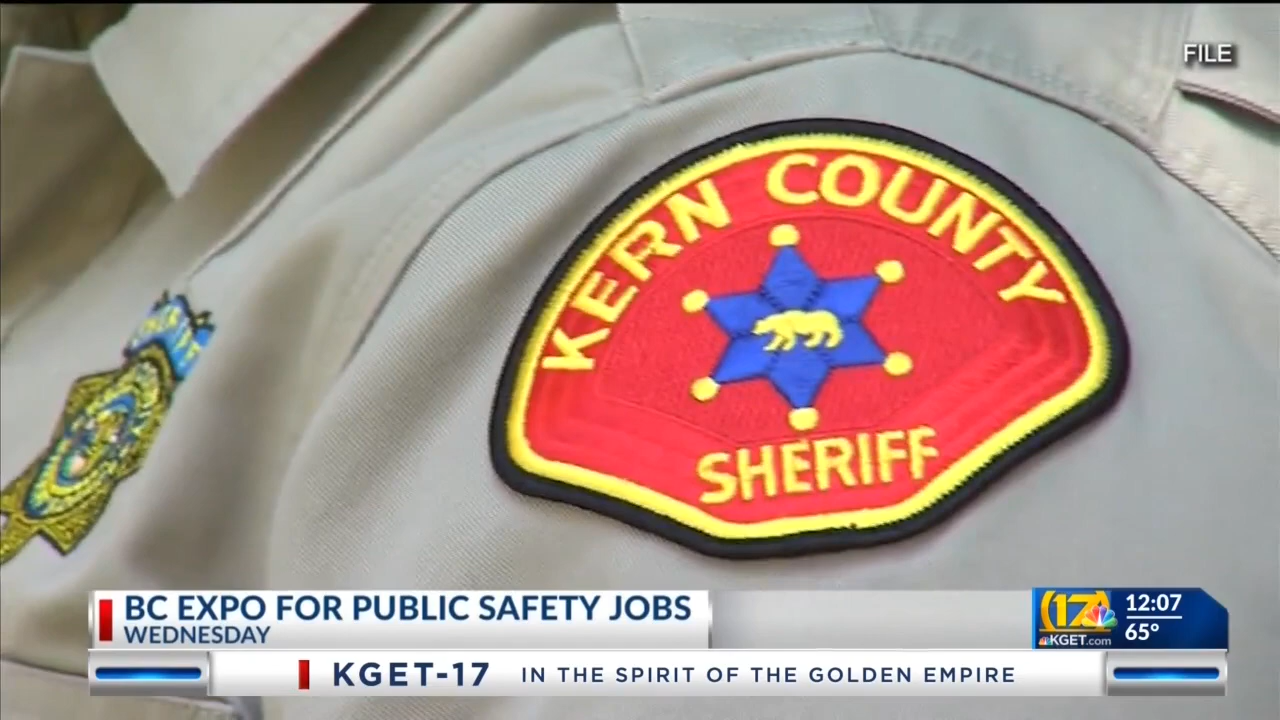 FILE
KERN COUNTY
SHERIFF
BC EXPO FOR PUBLIC SAFETY JOBS
WEDNESDAY
17
KGET.com
12:07
65°
KGET-17 IN THE SPIRIT OF THE GOLDEN EMPIRE